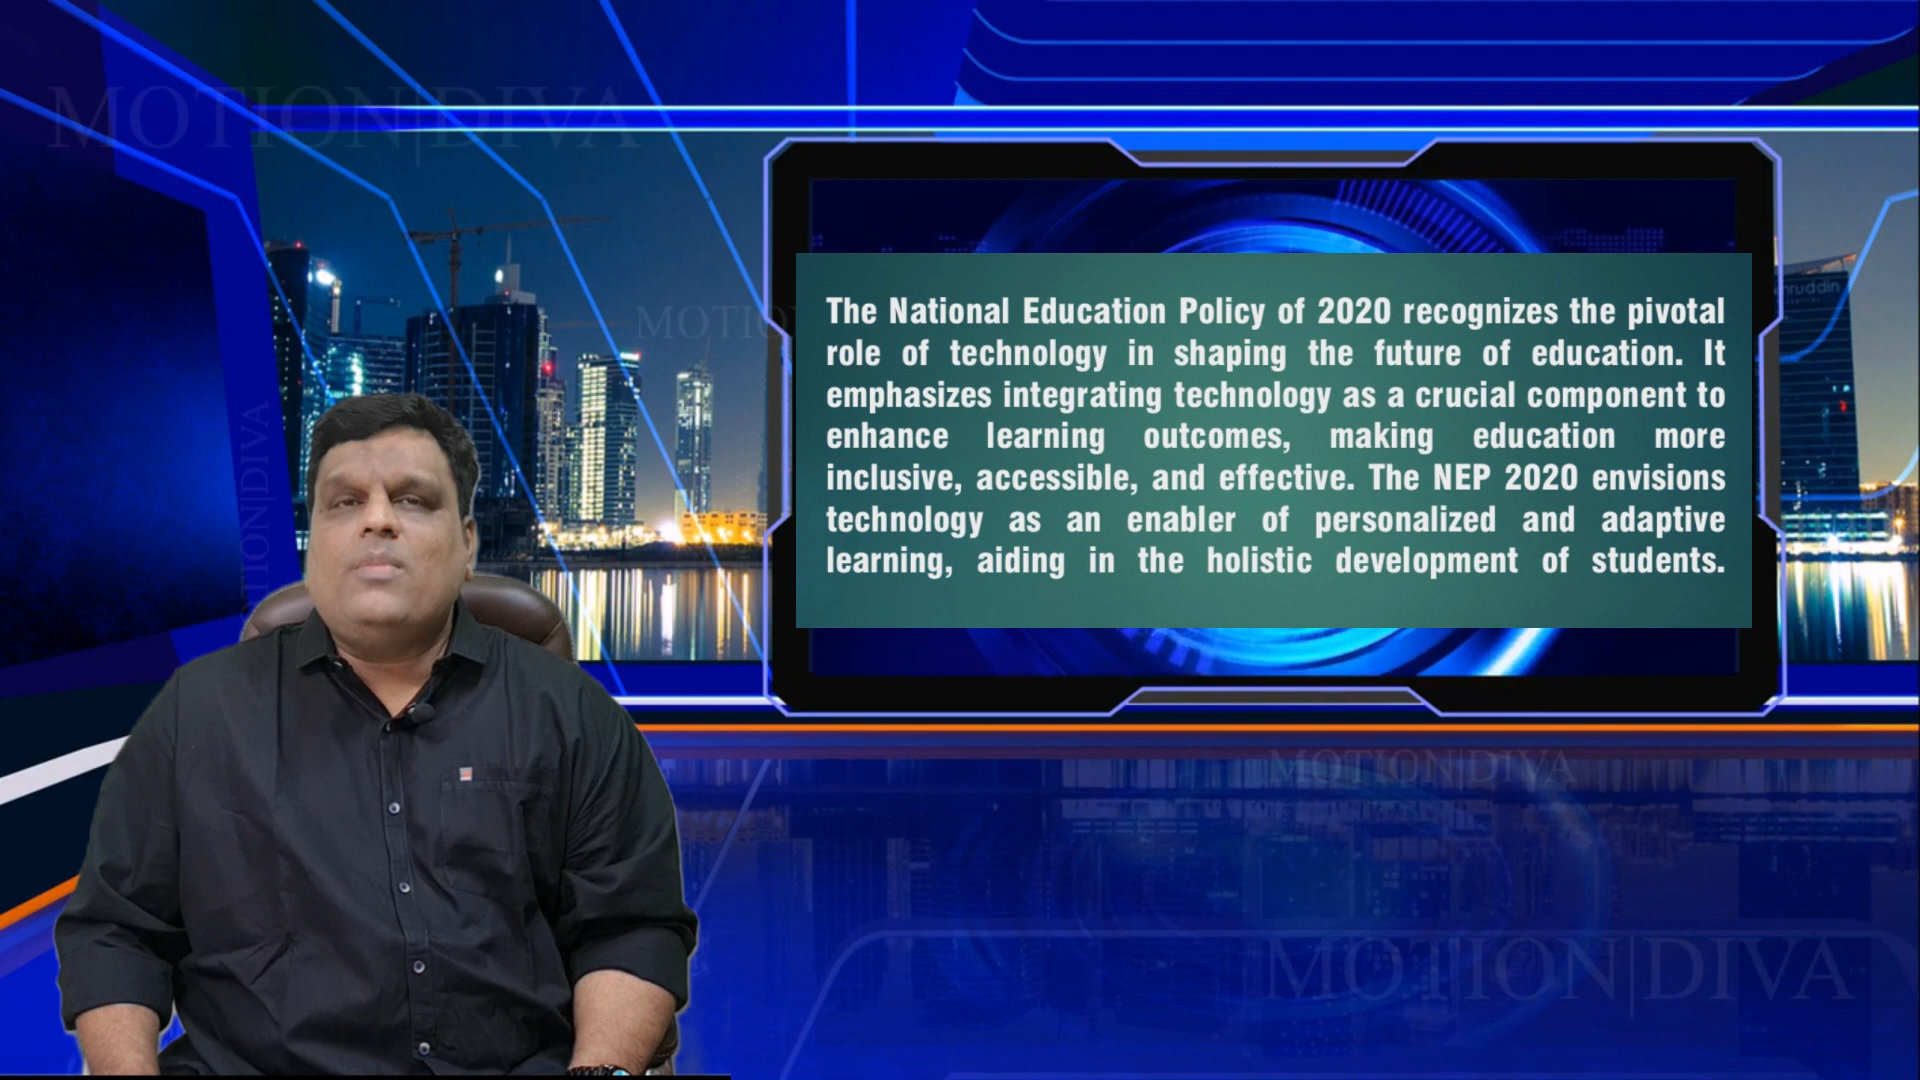 MOTION|DIVA
MOTIO
The National Education Policy of 2020 recognizes the pivotal
role of technology in shaping the future of education. It
emphasizes integrating technology as a crucial component to
enhance learning outcomes, making education more
inclusive, accessible, and effective. The NEP 2020 envisions
technology as an enabler of personalized and adaptive
learning, aiding in the holistic development of students.
MOTION|DIVA
MOTION|DIVA
MOTION|DIVA